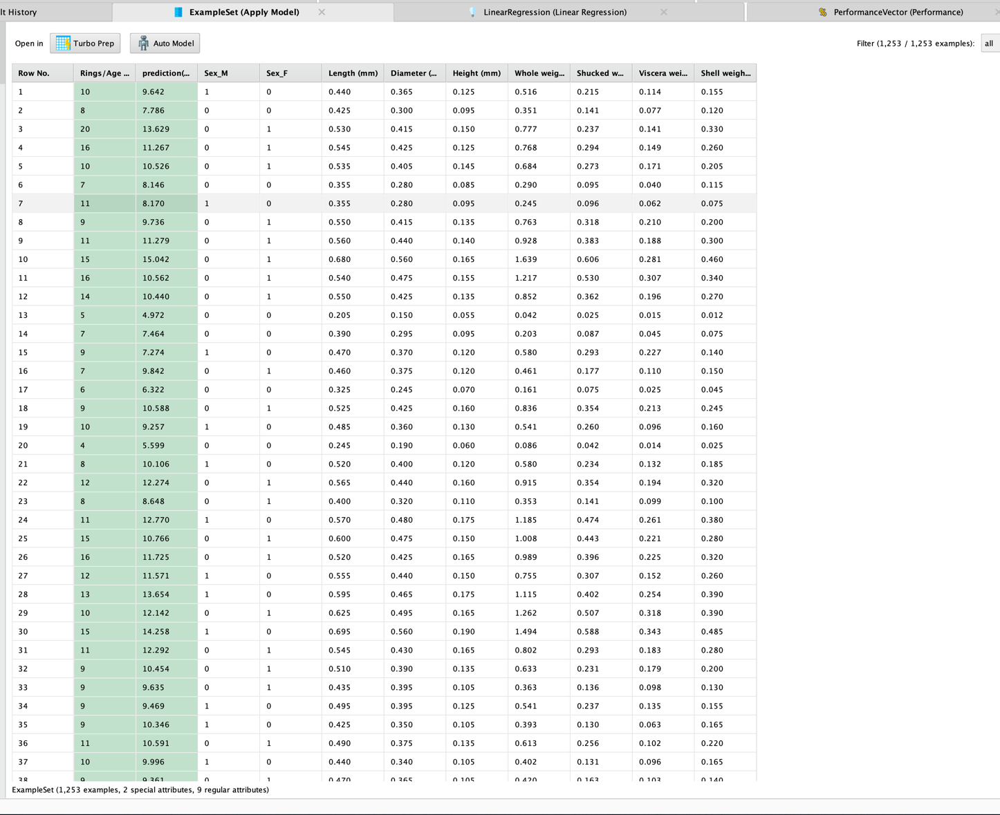 lt History ExampleSet (Apply Model) LinearRegression (Linear Regression) PerformanceVector (Performance)
Open in Turbo Prep Auto Model Filter (1,253 / 1,253 examples): all
Row No. Rings/Age ... prediction(... Sex_M Sex_F Length (mm) Diameter (... Height (mm) Whole weig... Shucked w... Viscera wei... Shell weigh...
1 10 9.642 1 0 0.440 0.365 0.125 0.516 0.215 0.114 0.155
2 8 7.786 0 0 0.425 0.300 0.095 0.351 0.141 0.077 0.120
3 20 13.629 0 1 0.530 0.415 0.150 0.777 0.237 0.141 0.330
4 16 11.267 0 1 0.545 0.425 0.125 0.768 0.294 0.149 0.260
5 10 10.526 0 1 0.535 0.405 0.145 0.684 0.273 0.171 0.205
6 7 8.146 0 0 0.355 0.280 0.085 0.290 0.095 0.040 0.115
7 11 8.170 1 0 0.355 0.280 0.095 0.245 0.096 0.062 0.075
8 9 9.736 0 1 0.550 0.415 0.135 0.763 0.318 0.210 0.200
9 11 11.279 0 1 0.560 0.440 0.140 0.928 0.383 0.188 0.300
10 15 15.042 0 1 0.680 0.560 0.165 1.639 0.606 0.281 0.460
11 16 10.562 0 1 0.540 0.475 0.155 1.217 0.530 0.307 0.340
12 14 10.440 0 1 0.550 0.425 0.135 0.852 0.362 0.196 0.270
13 5 4.972 0 0 0.205 0.150 0.055 0.042 0.025 0.015 0.012
14 7 7.464 0 0 0.390 0.295 0.095 0.203 0.087 0.045 0.075
15 9 7.274 1 0 0.470 0.370 0.120 0.580 0.293 0.227 0.140
16 7 9.842 0 1 0.460 0.375 0.120 0.461 0.177 0.110 0.150
17 6 6.322 0 0 0.325 0.245 0.070 0.161 0.075 0.025 0.045
18 9 10.588 0 1 0.525 0.425 0.160 0.836 0.354 0.213 0.245
19 10 9.257 1 0 0.485 0.360 0.130 0.541 0.260 0.096 0.160
20 4 5.599 0 0 0.245 0.190 0.060 0.086 0.042 0.014 0.025
21 8 10.106 1 0 0.520 0.400 0.120 0.580 0.234 0.132 0.185
22 12 12.274 0 1 0.565 0.440 0.160 0.915 0.354 0.194 0.320
23 8 8.648 0 1 0.400 0.320 0.110 0.353 0.141 0.099 0.100
24 11 12.770 1 0 0.570 0.480 0.175 1.185 0.474 0.261 0.380
25 15 10.766 0 1 0.600 0.475 0.150 1.008 0.443 0.221 0.280
26 16 11.725 0 1 0.520 0.425 0.165 0.989 0.396 0.225 0.320
27 12 11.571 1 0 0.555 0.440 0.150 0.755 0.307 0.152 0.260
28 13 13.654 1 0 0.595 0.465 0.175 1.115 0.402 0.254 0.390
29 10 12.142 0 1 0.625 0.495 0.165 1.262 0.507 0.318 0.390
30 15 14.258 1 0 0.695 0.560 0.190 1.494 0.588 0.343 0.485
31 11 12.292 0 1 0.545 0.430 0.165 0.802 0.293 0.183 0.280
32 9 10.454 0 1 0.510 0.390 0.135 0.633 0.231 0.179 0.200
33 9 9.635 0 1 0.435 0.395 0.105 0.363 0.136 0.098 0.130
34 9 9.469 1 0 0.495 0.395 0.125 0.541 0.237 0.135 0.155
35 9 10.346 1 0 0.425 0.350 0.105 0.393 0.130 0.063 0.165
36 11 10.591 0 1 0.490 0.375 0.135 0.613 0.256 0.102 0.220
37 10 9.996 1 0 0.440 0.340 0.105 0.402 0.131 0.096 0.165
38 9 9.361 0 1 0.470 0.365 0.105 0.420 0.163 0.103 0.140
ExampleSet (1,253 examples, 2 special attributes, 9 regular attributes)